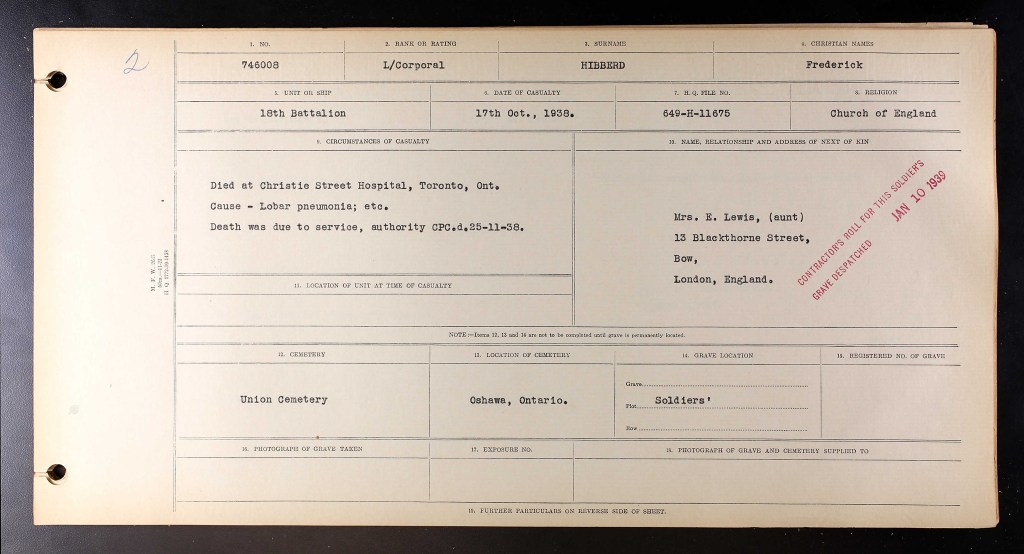 2
1. NO.
2. RANK OR RATING
3. SURNAME
4. CHRISTIAN NAMES
746008
L/Corporal
HIBBERD
Frederick
5. UNIT OR SHIP
6. DATE OF CASUALTY
7. H. Q. FILE NO.
8. RELIGION
18th Battalion
17th Oct., 1938.
649-H-11675
Church of England
9. CIRCUMSTANCES OF CASUALTY
10. NAME, RELATIONSHIP AND ADDRESS OF NEXT OF KIN
Died at Christie Street Hospital, Toronto, Ont.
Cause - Lobar pneumonia; etc.
Death was due to service, authority CPC.d.25-11-38.
Mrs. E. Lewis, (aunt)
13 Blackthorne Street,
Bow,
London, England.
CONTRACTOR'S ROLL FOR THIS SOLDIER'S
GRAVE DESPATCHED JAN 10 1939
M. F. W.
11. LOCATION OF UNIT AT TIME OF CASUALTY
NOTE:—Items 12, 13 and 14 are not to be completed until grave is permanently located.
12. CEMETERY
13. LOCATION OF CEMETERY
14. GRAVE LOCATION
15. REGISTERED NO. OF GRAVE
Union Cemetery
Oshawa, Ontario.
Grave
Plot Soldiers'
Row
16. PHOTOGRAPH OF GRAVE TAKEN
17. EXPOSURE NO.
18. PHOTOGRAPH OF GRAVE AND CEMETERY SUPPLIED TO
19. FURTHER PARTICULARS ON REVERSE SIDE OF SHEET.